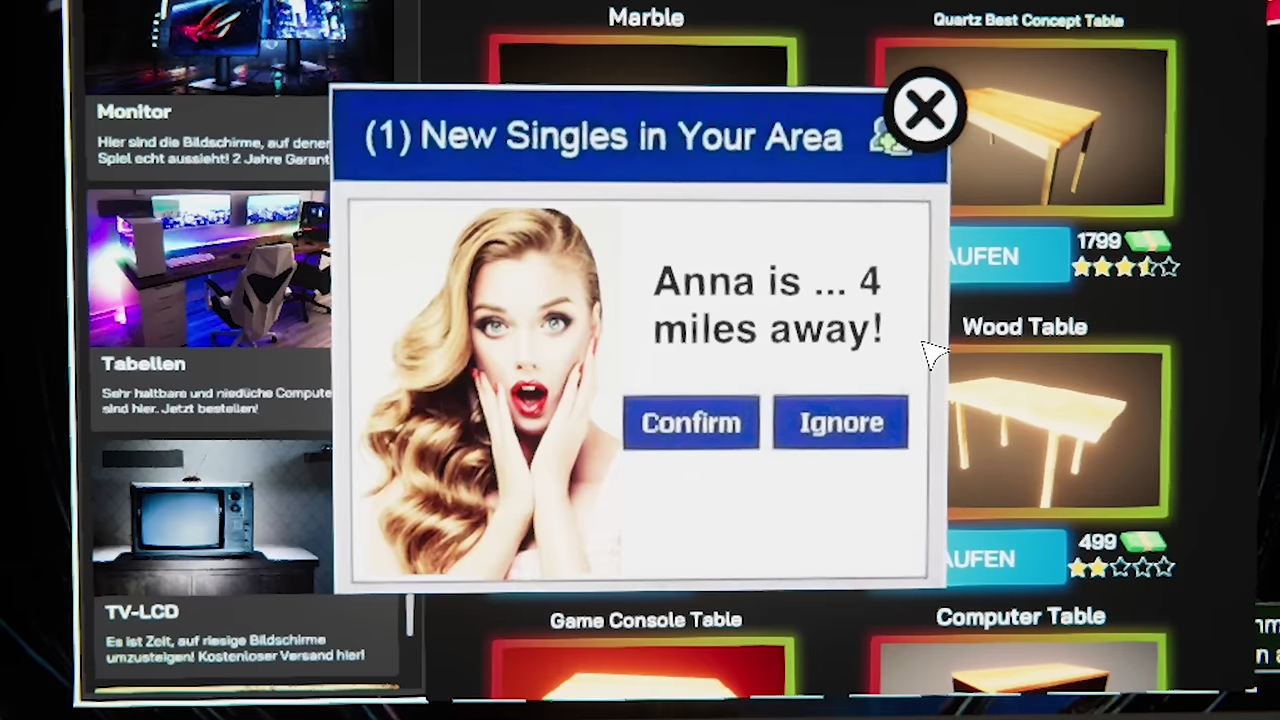 Marble
Quartz Best Concept Table
Monitor
Hier sind die Bildschirme, auf denen
Spiel echt aussieht! 2 Jahre Garant
(1) New Singles in Your Area
Anna is ... 4
miles away!
Confirm
Ignore
AUFEN
1799
Wood Table
Tabellen
Sehr haltbare und niedliche Compute
sind hier. Jetzt bestellen!
AUFEN
499
TV-LCD
Es ist Zeit, auf riesige Bildschirme
umzusteigen! Kostenloser Versand hier!
Game Console Table
Computer Table